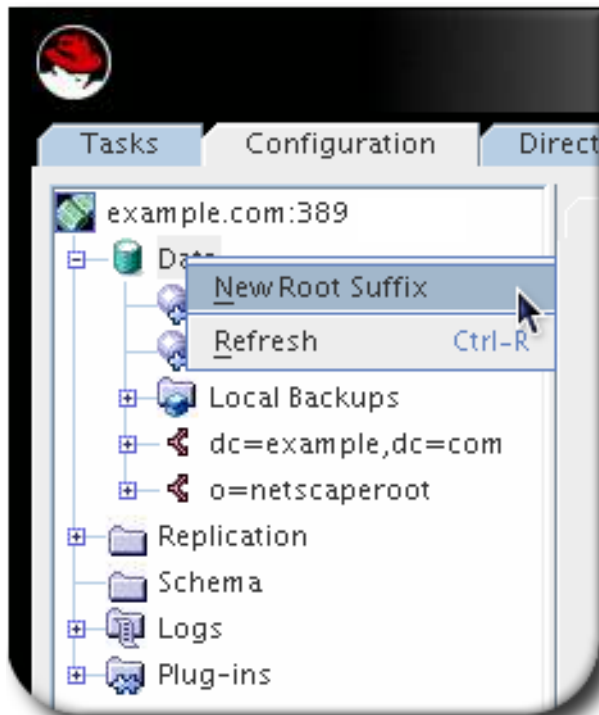 Tasks Configuration Direct
example.com:389
Data
New Root Suffix
Refresh Ctrl-R
Local Backups
dc=example,dc=com
o=netscaperoot
Replication
Schema
Logs
Plug-ins